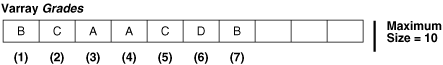 Varray Grades
B C A A C D B
Maximum
Size = 10
(1) (2) (3) (4) (5) (6) (7)